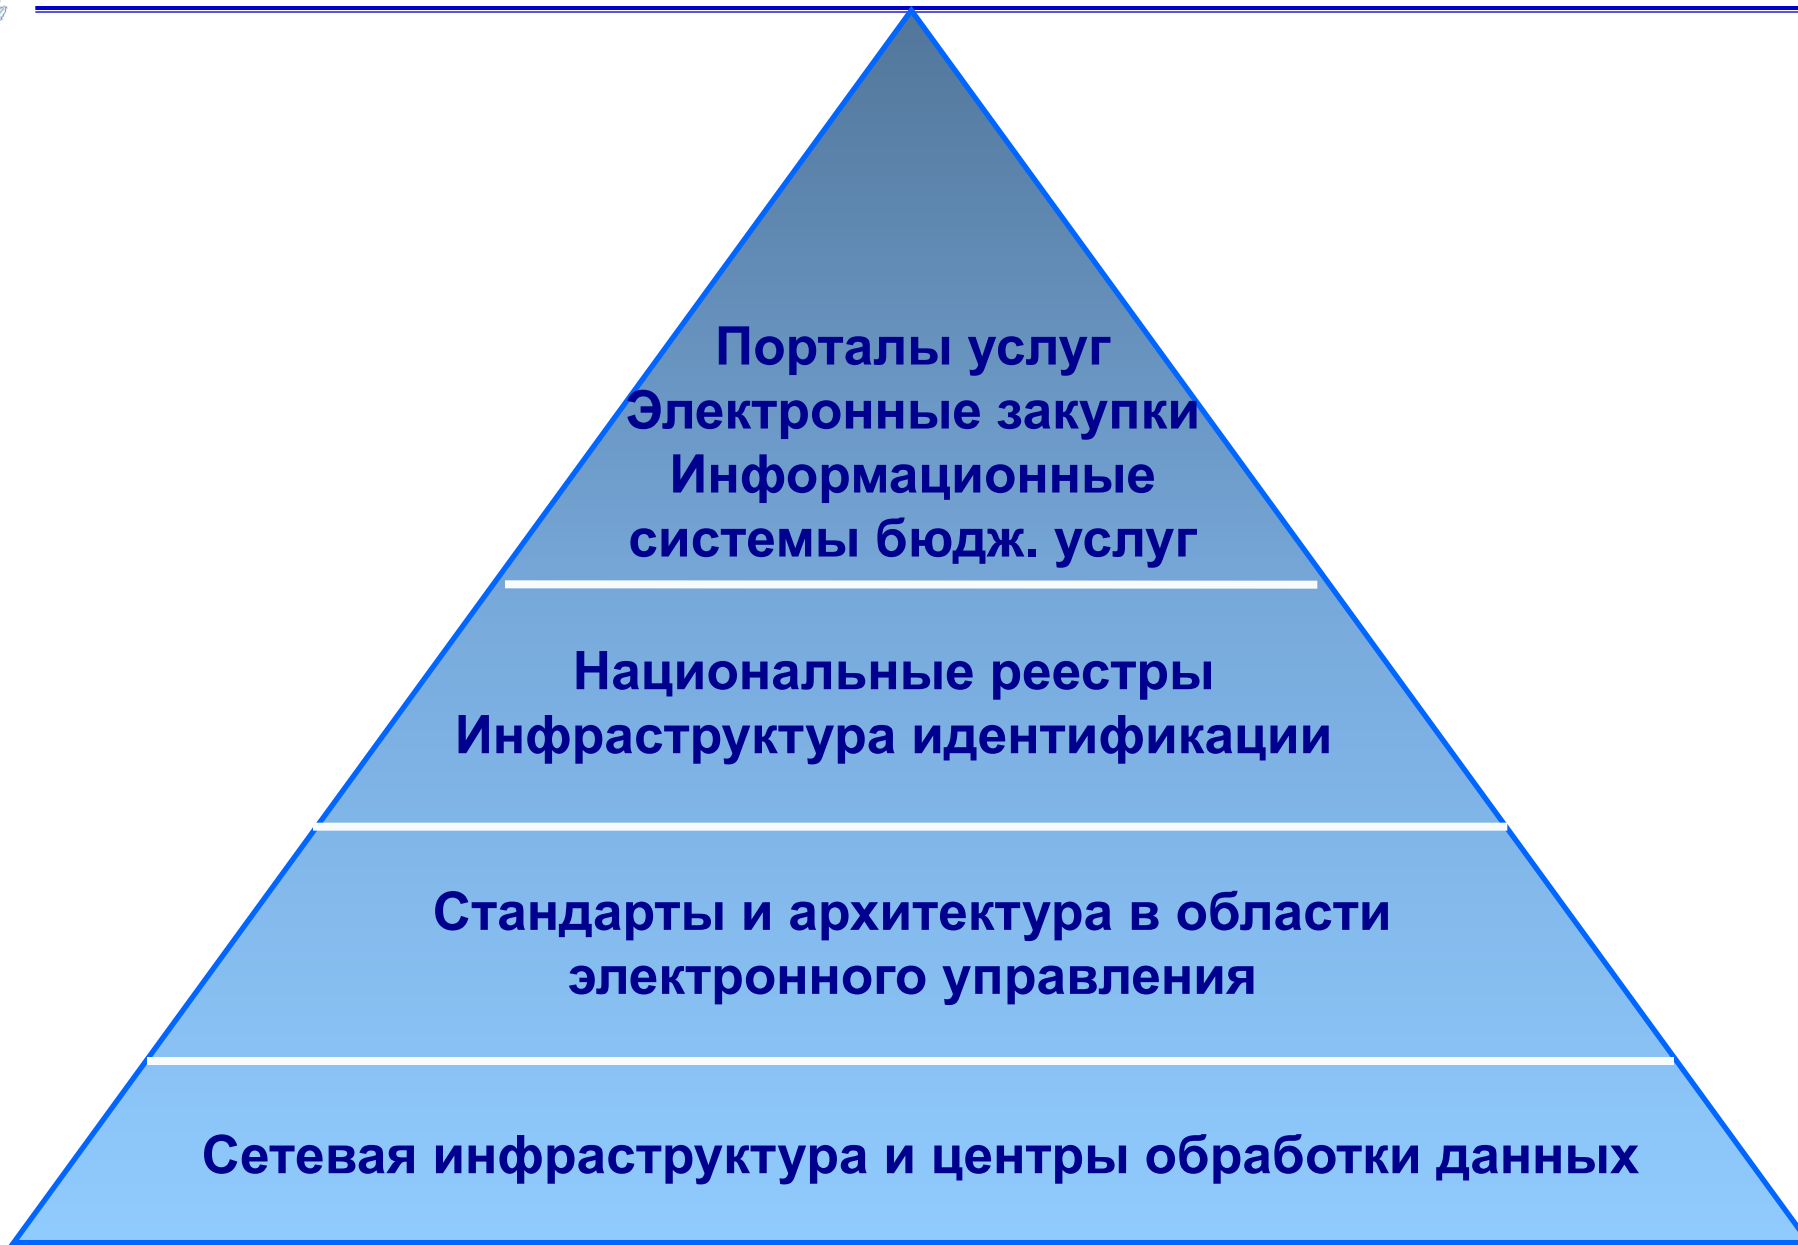 Порталы услуг
Электронные закупки
Информационные
системы бюдж. услуг
Национальные реестры
Инфраструктура идентификации
Стандарты и архитектура в области
электронного управления
Сетевая инфраструктура и центры обработки данных